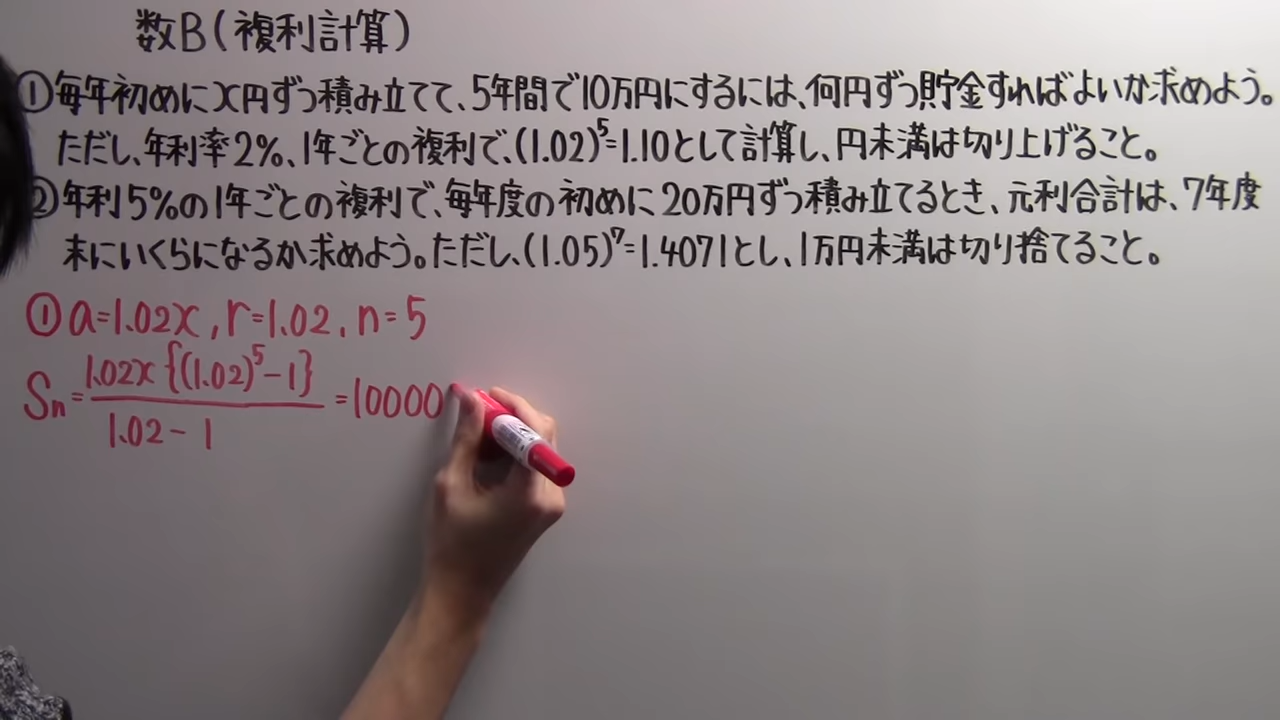 数B(複利計算)
①毎年初めにx円ずつ積み立てて、5年間で10万円にするには、何円ずつ貯金すればよいか求めよう。
ただし、年利率2%、1年ごとの複利で、(1.02)⁵=1.10として計算し、円未満は切り上げること。
②年利5%の1年ごとの複利で、毎年度の初めに20万円ずつ積み立てるとき、元利合計は、7年度
末にいくらになるか求めよう。ただし、(1.05)⁷=1.4071とし、1万円未満は切り捨てること。
①a=1.02x, r=1.02, n=5
Sn=1.02x{(1.02)⁵-1}/1.02-1=10000